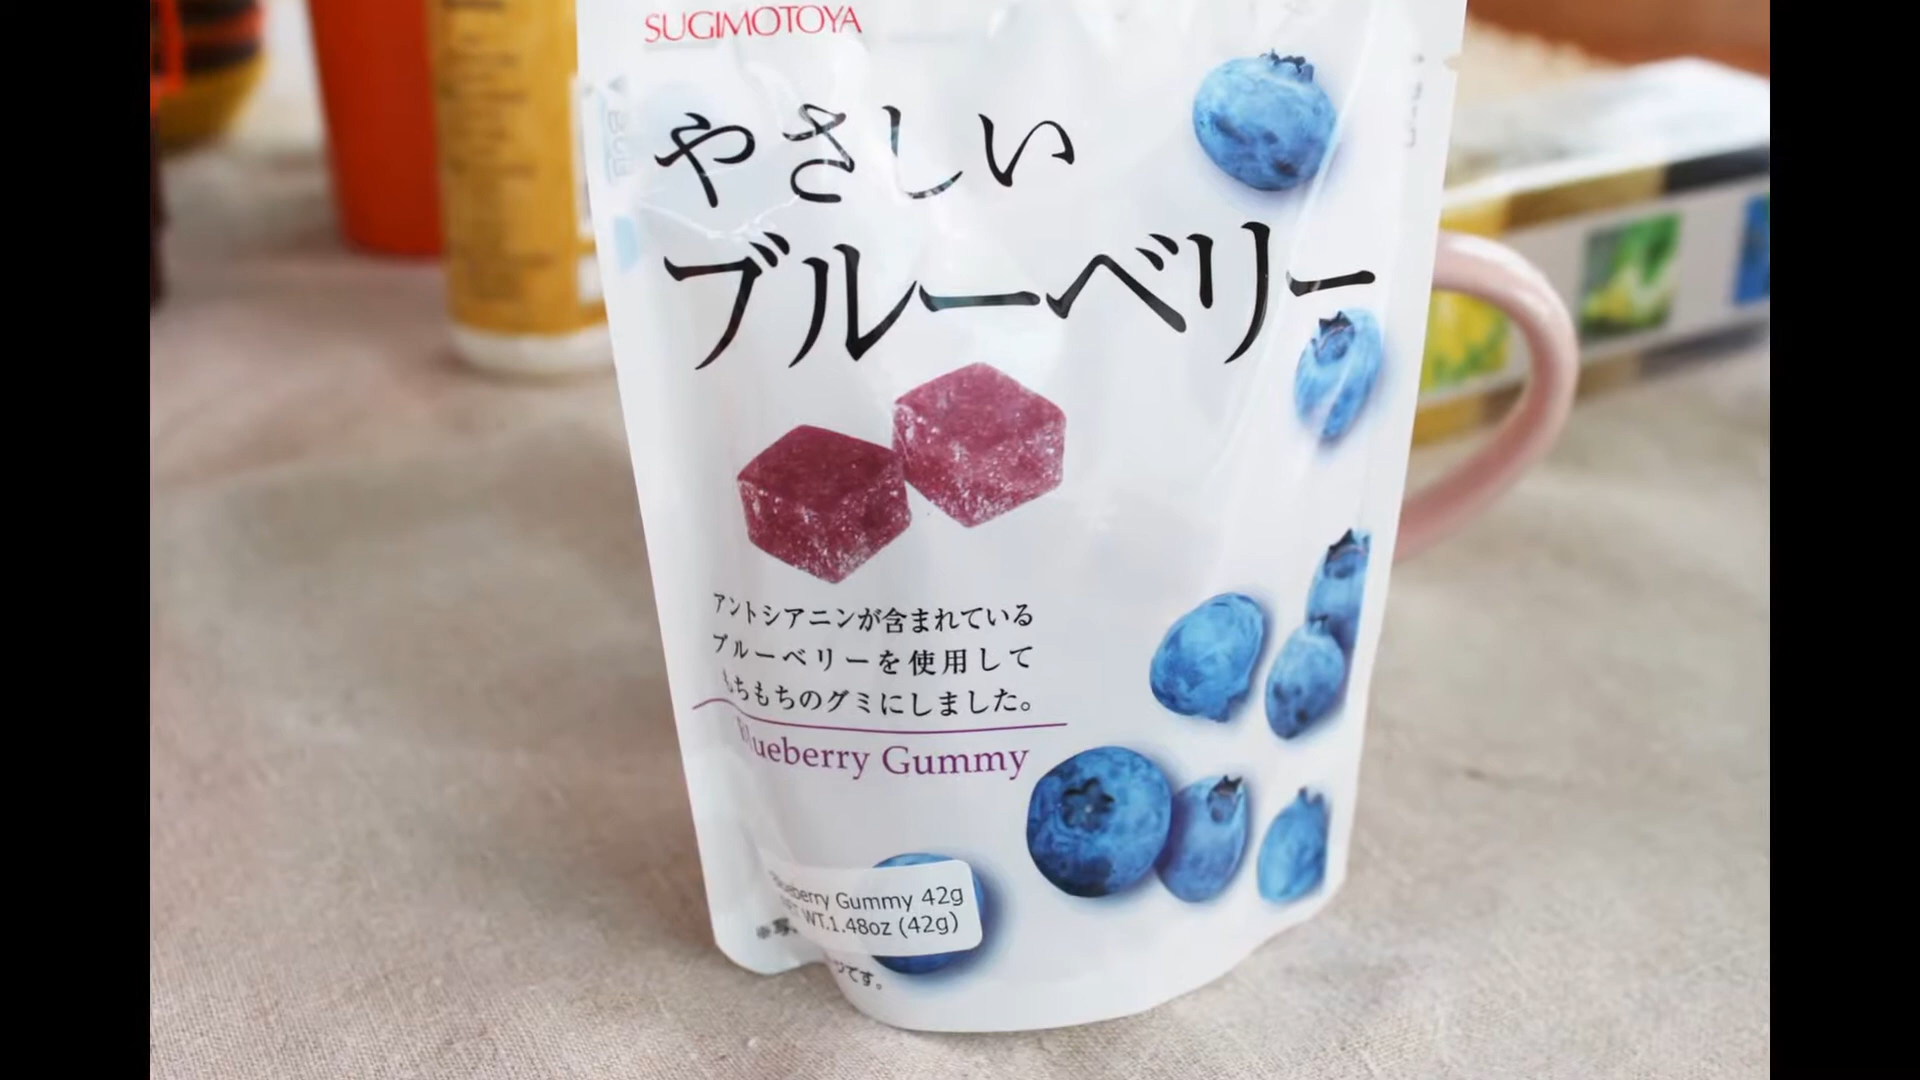 SUGIMOTOYA
やさしい
ブルーベリー
アントシアニンが含まれている
ブルーベリーを使用して
もちもちのグミにしました。
Blueberry Gummy
Blueberry Gummy 42g
WT.1.48oz (42g)
です。